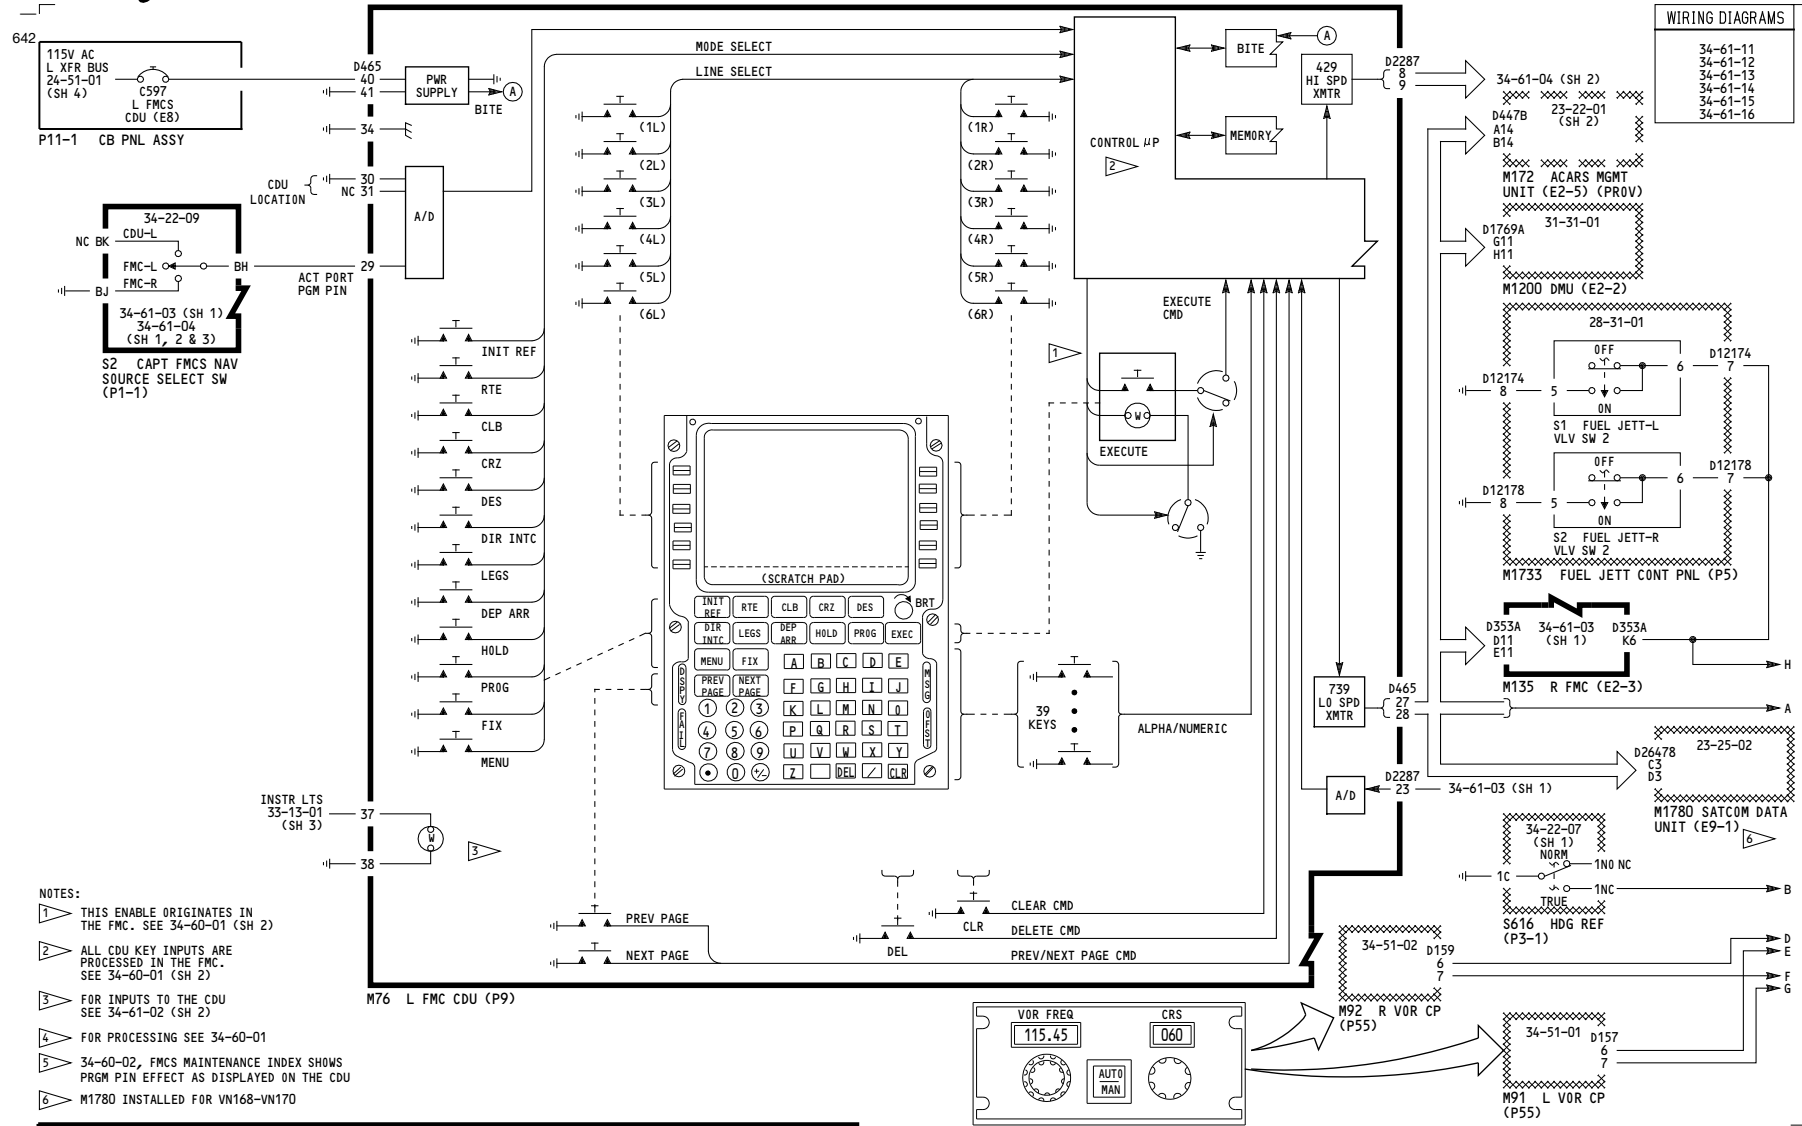 642
115V AC
L XFR BUS
24-51-01
(SH 4)
C597
L FMCS
CDU (E8)
P11-1 CB PNL ASSY
D465
40
41
PWR
SUPPLY
A
BITE
34
CDU
LOCATION
30
NC 31
A/D
34-22-09
NC BK CDU-L
FMC-L
BH
FMC-R
BJ
34-61-03 (SH 1)
34-61-04
(SH 1, 2 & 3)
S2 CAPT FMCS NAV
SOURCE SELECT SW
(P1-1)
29
ACT PORT
PGM PIN
MODE SELECT
LINE SELECT
(1L)
(2L)
(3L)
(4L)
(5L)
(6L)
(1R)
(2R)
(3R)
(4R)
(5R)
(6R)
INIT REF
RTE
CLB
CRZ
DES
DIR INTC
LEGS
DEP ARR
HOLD
PROG
FIX
MENU
(SCRATCH PAD)
INIT
REF
RTE
CLB
CRZ
DES
BRT
DIR
INTC
LEGS
DEP
ARR
HOLD
PROG
EXEC
MENU
FIX
A B C D E
PREV
PAGE
NEXT
PAGE
F G H I J
1 2 3
K L M N O
4 5 6
P Q R S T
7 8 9
U V W X Y
• 0 +/-
Z DEL / CLR
DSPY
FAIL
MSG
OFST
CONTROL µP
2
BITE
A
MEMORY
429
HI SPD
XMTR
D2287
8
9
34-61-04 (SH 2)
EXECUTE
CMD
1
W
EXECUTE
39
KEYS
ALPHA/NUMERIC
739
LO SPD
XMTR
D465
27
28
A/D
D2287
23
34-61-03 (SH 1)
INSTR LTS
33-13-01
(SH 3)
37
38
W
3
PREV PAGE
NEXT PAGE
DEL
CLR
CLEAR CMD
DELETE CMD
PREV/NEXT PAGE CMD
M76 L FMC CDU (P9)
WIRING DIAGRAMS
34-61-11
34-61-12
34-61-13
34-61-14
34-61-15
34-61-16
D447B
A14
B14
23-22-01
(SH 2)
M172 ACARS MGMT
UNIT (E2-5) (PROV)
D1769A
G11
H11
31-31-01
M1200 DMU (E2-2)
28-31-01
OFF
D12174
6
7
D12174
8
5
ON
S1 FUEL JETT-L
VLV SW 2
OFF
D12178
6
7
D12178
8
5
ON
S2 FUEL JETT-R
VLV SW 2
M1733 FUEL JETT CONT PNL (P5)
D353A
D11
E11
34-61-03
(SH 1)
D353A
K6
M135 R FMC (E2-3)
H
A
D26478
C3
D3
23-25-02
M1780 SATCOM DATA
UNIT (E9-1)
6
34-22-07
(SH 1)
NORM
1NO NC
1C
1NC
TRUE
B
S616 HDG REF
(P3-1)
34-51-02
D159
6
7
M92 R VOR CP
(P55)
D
E
F
G
34-51-01
D157
6
7
M91 L VOR CP
(P55)
VOR FREQ
115.45
CRS
060
AUTO
MAN
NOTES:
1 THIS ENABLE ORIGINATES IN
THE FMC. SEE 34-60-01 (SH 2)
2 ALL CDU KEY INPUTS ARE
PROCESSED IN THE FMC.
SEE 34-60-01 (SH 2)
3 FOR INPUTS TO THE CDU
SEE 34-61-02 (SH 2)
4 FOR PROCESSING SEE 34-60-01
5 34-60-02, FMCS MAINTENANCE INDEX SHOWS
PRGM PIN EFFECT AS DISPLAYED ON THE CDU
6 M1780 INSTALLED FOR VN168-VN170